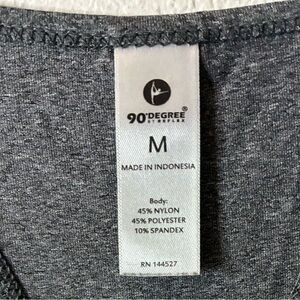 90°DEGREE®
BY REFLEX
M
MADE IN INDONESIA
Body:
45% NYLON
45% POLYESTER
10% SPANDEX
RN 144527